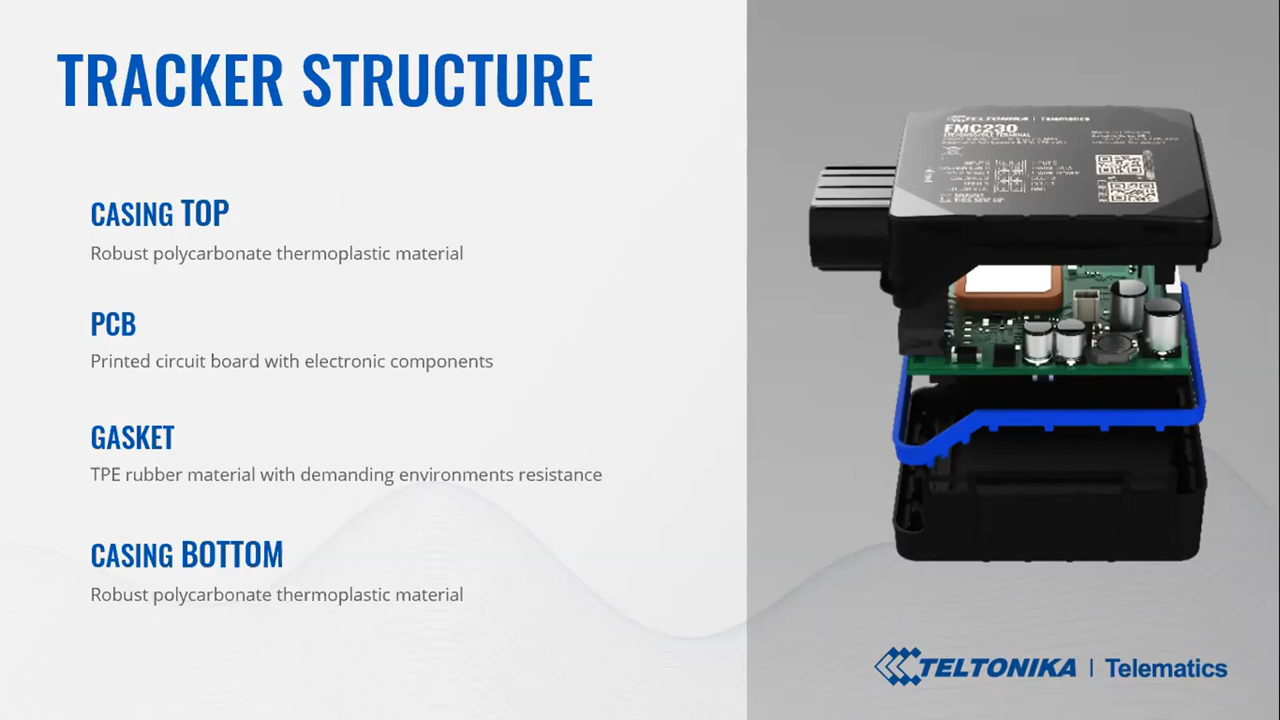 TRACKER STRUCTURE
CASING TOP
Robust polycarbonate thermoplastic material
PCB
Printed circuit board with electronic components
GASKET
TPE rubber material with demanding environments resistance
CASING BOTTOM
Robust polycarbonate thermoplastic material
TELTONIKA | Telematics
FMC230
TELTONIKA | Telematics